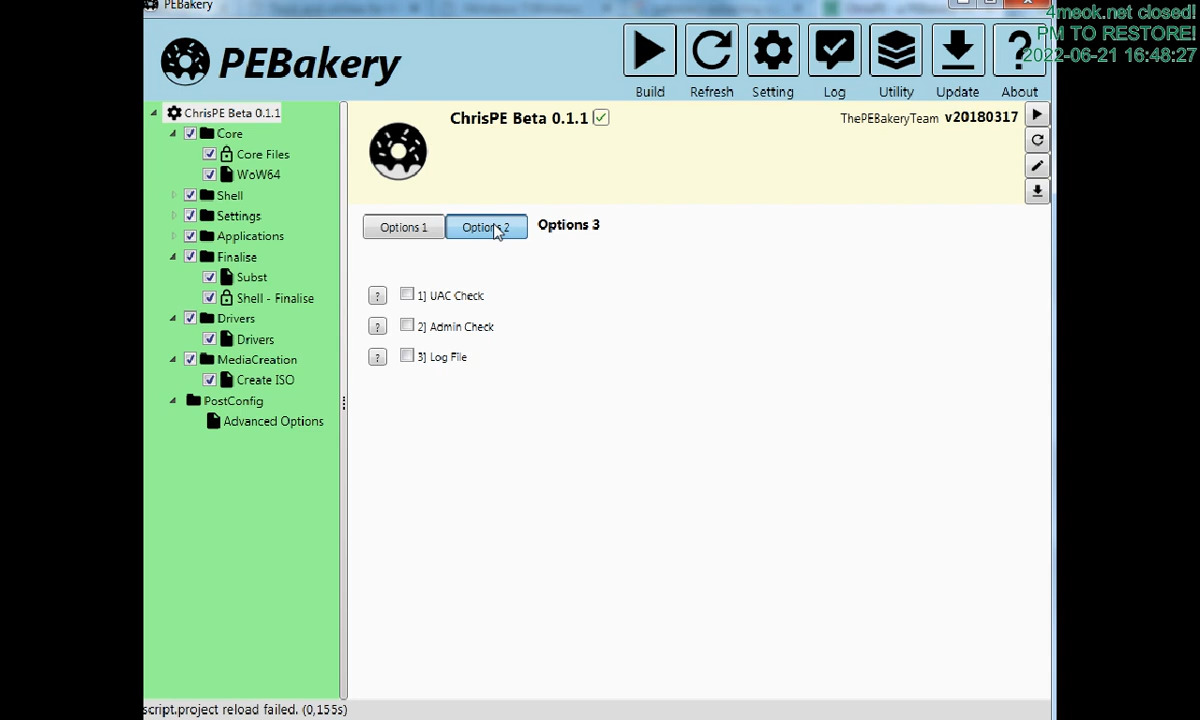 PEBakery
4meok.net closed!
PM TO RESTORE!
2022-06-21 16:48:27
PEBakery
Build
Refresh
Setting
Log
Utility
Update
About
ChrisPE Beta 0.1.1
Core
Core Files
WoW64
Shell
Settings
Applications
Finalise
Subst
Shell - Finalise
Drivers
Drivers
MediaCreation
Create ISO
PostConfig
Advanced Options
ChrisPE Beta 0.1.1
ThePEBakeryTeam v20180317
Options 1
Options 2
Options 3
? 1] UAC Check
? 2] Admin Check
? 3] Log File
script.project reload failed. (0,155s)